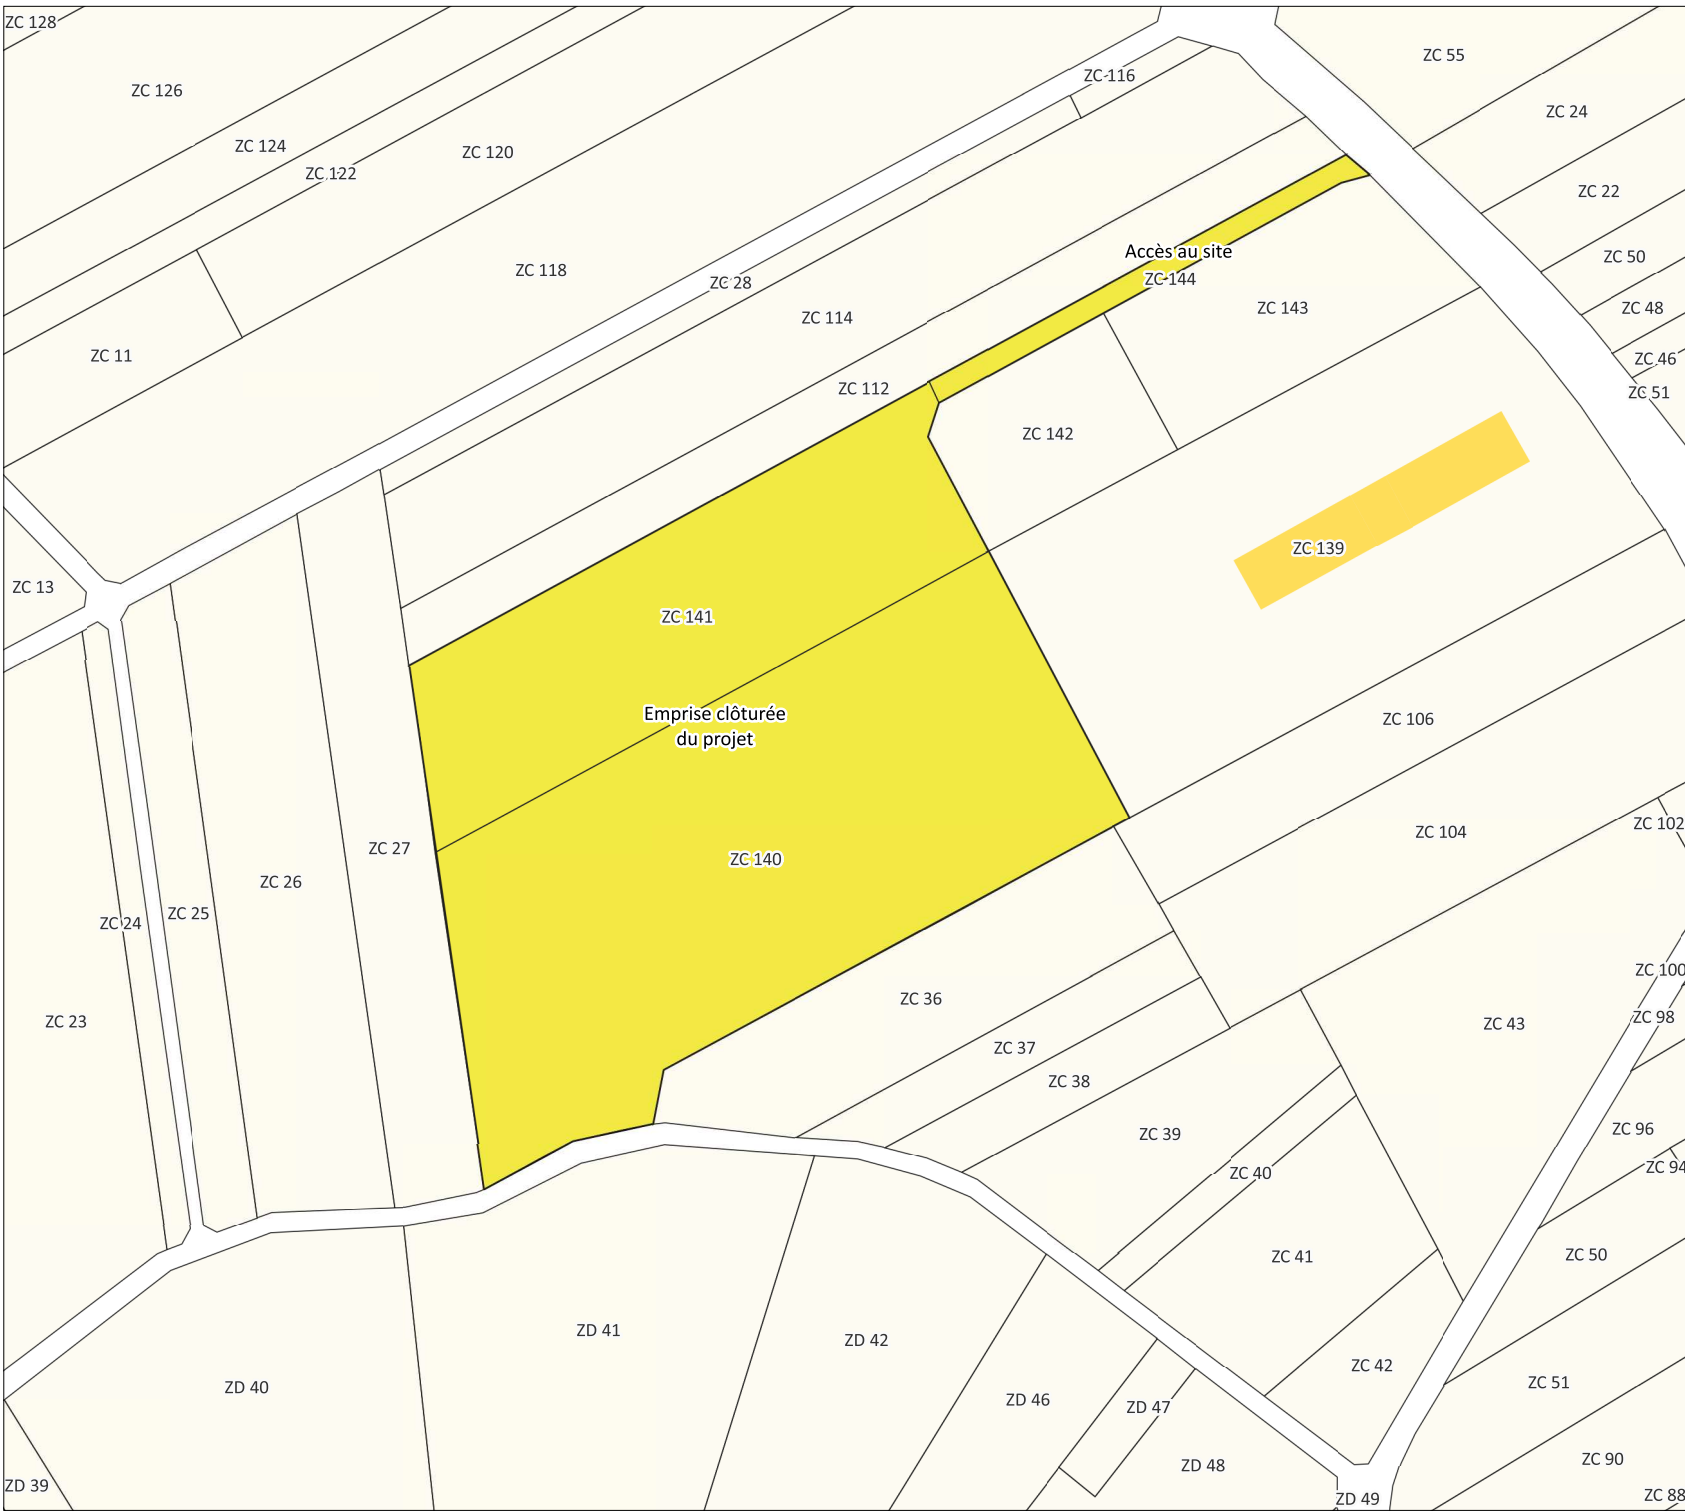 ZC 128
ZC 55
ZC 116
ZC 126
ZC 24
ZC 124
ZC 120
ZC 122
ZC 22
Accès au site
ZC 50
ZC 118
ZC 28
ZC 144
ZC 143
ZC 48
ZC 114
ZC 11
ZC 46
ZC 112
ZC 51
ZC 142
ZC 139
ZC 13
ZC 141
Emprise clôturée
du projet
ZC 106
ZC 102
ZC 104
ZC 27
ZC 140
ZC 26
ZC 25
ZC 24
ZC 100
ZC 36
ZC 98
ZC 23
ZC 43
ZC 37
ZC 38
ZC 39
ZC 96
ZC 94
ZC 40
ZC 41
ZC 50
ZD 41
ZD 42
ZC 42
ZD 40
ZC 51
ZD 46
ZD 47
ZC 90
ZD 48
ZD 39
ZD 49
ZC 88